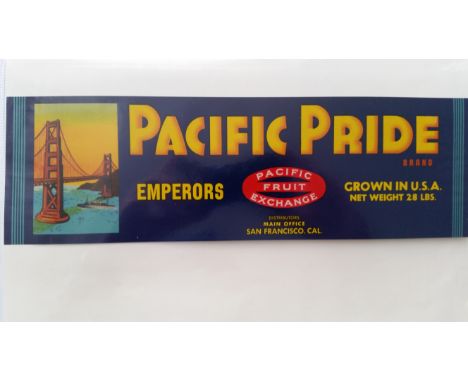 PACIFIC PRIDE
BRAND
EMPERORS
PACIFIC
FRUIT
EXCHANGE
GROWN IN U.S.A.
NET WEIGHT 28 LBS.
DISTRIBUTORS
MAIN OFFICE
SAN FRANCISCO, CAL.